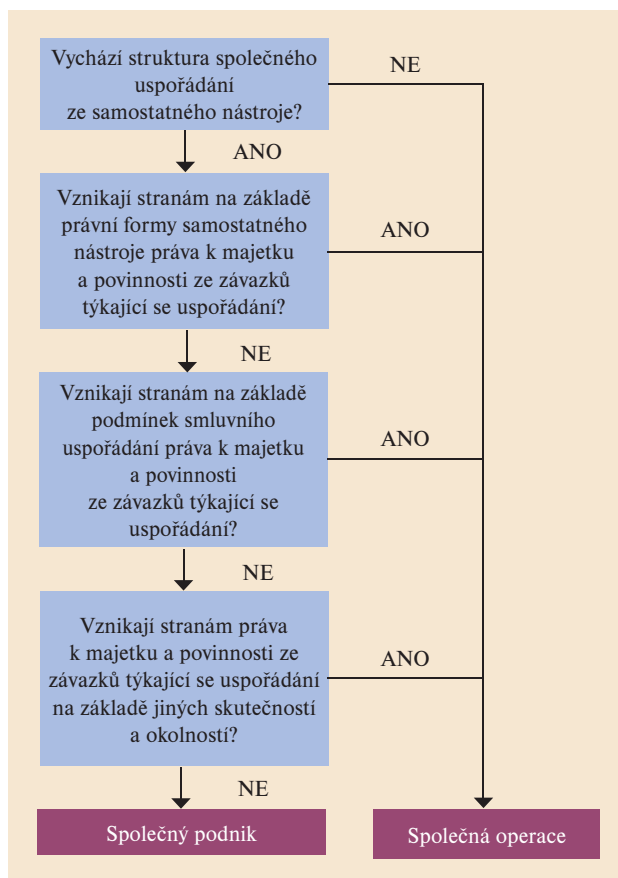 Vychází struktura společného
uspořádání
ze samostatného nástroje?
NE
ANO
Vznikají stranám na základě
právní formy samostatného
nástroje práva k majetku
a povinnosti ze závazků
týkající se uspořádání?
ANO
NE
Vznikají stranám na základě
podmínek smluvního
uspořádání práva k majetku
a povinnosti
ze závazků týkající se
uspořádání?
ANO
NE
Vznikají stranám práva
k majetku a povinnosti ze
závazků týkající se uspořádání
na základě jiných skutečností
a okolností?
ANO
NE
Společný podnik
Společná operace